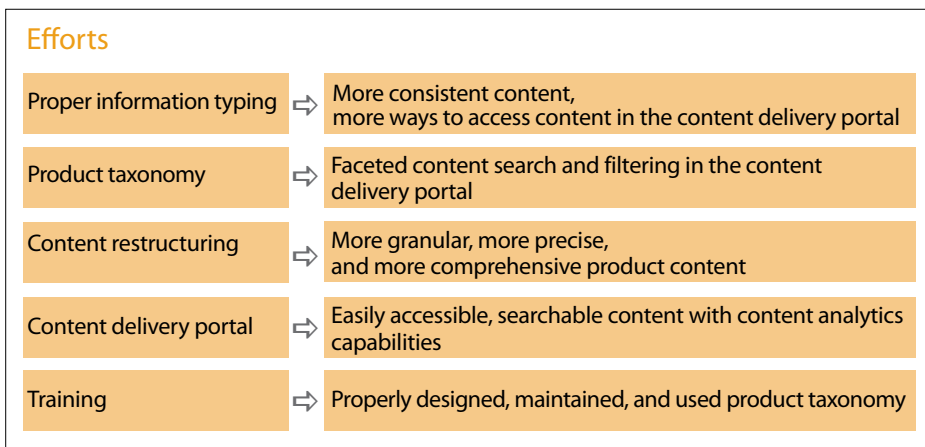 Efforts
Proper information typing
More consistent content,
more ways to access content in the content delivery portal
Product taxonomy
Faceted content search and filtering in the content
delivery portal
Content restructuring
More granular, more precise,
and more comprehensive product content
Content delivery portal
Easily accessible, searchable content with content analytics
capabilities
Training
Properly designed, maintained, and used product taxonomy